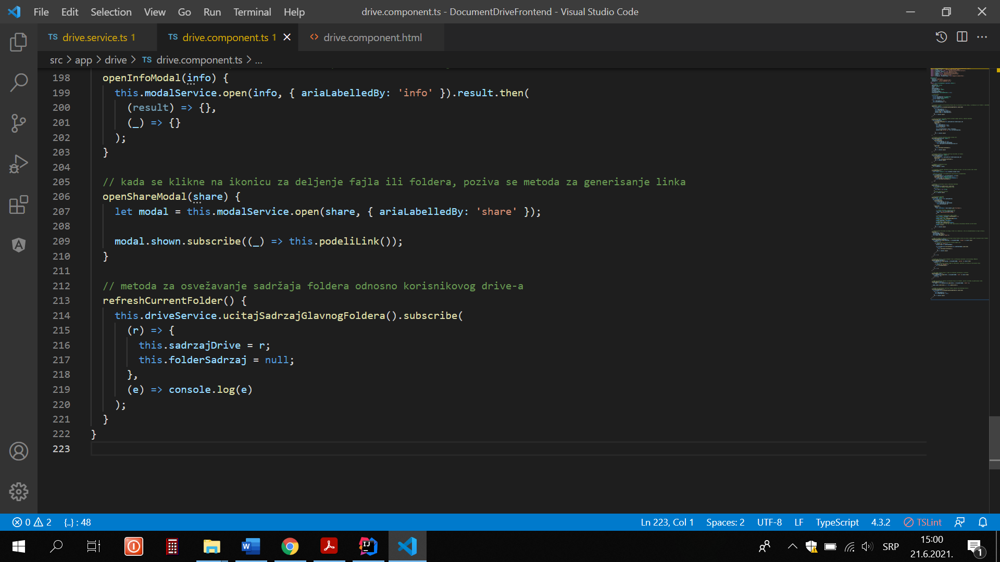 File Edit Selection View Go Run Terminal Help drive.component.ts - DocumentDriveFrontend - Visual Studio Code
TS drive.service.ts 1 TS drive.component.ts 1 drive.component.html
src > app > drive > TS drive.component.ts > ...
198 openInfoModal(info) {
199 this.modalService.open(info, { ariaLabelledBy: 'info' }).result.then(
200 (result) => {},
201 (_) => {}
202 );
203 }
204
205 // kada se klikne na ikonicu za deljenje fajla ili foldera, poziva se metoda za generisanje linka
206 openShareModal(share) {
207 let modal = this.modalService.open(share, { ariaLabelledBy: 'share' });
208
209 modal.shown.subscribe((_) => this.podeliLink());
210 }
211
212 // metoda za osvežavanje sadržaja foldera odnosno korisnikovog drive-a
213 refreshCurrentFolder() {
214 this.driveService.ucitajSadrzajGlavnogFoldera().subscribe(
215 (r) => {
216 this.sadrzajDrive = r;
217 this.folderSadrzaj = null;
218 },
219 (e) => console.log(e)
220 );
221 }
222 }
223
0 2 {..} : 48 Ln 223, Col 1 Spaces: 2 UTF-8 LF TypeScript 4.3.2 TSLint
W IJ SRP 15:00 1
21.6.2021.